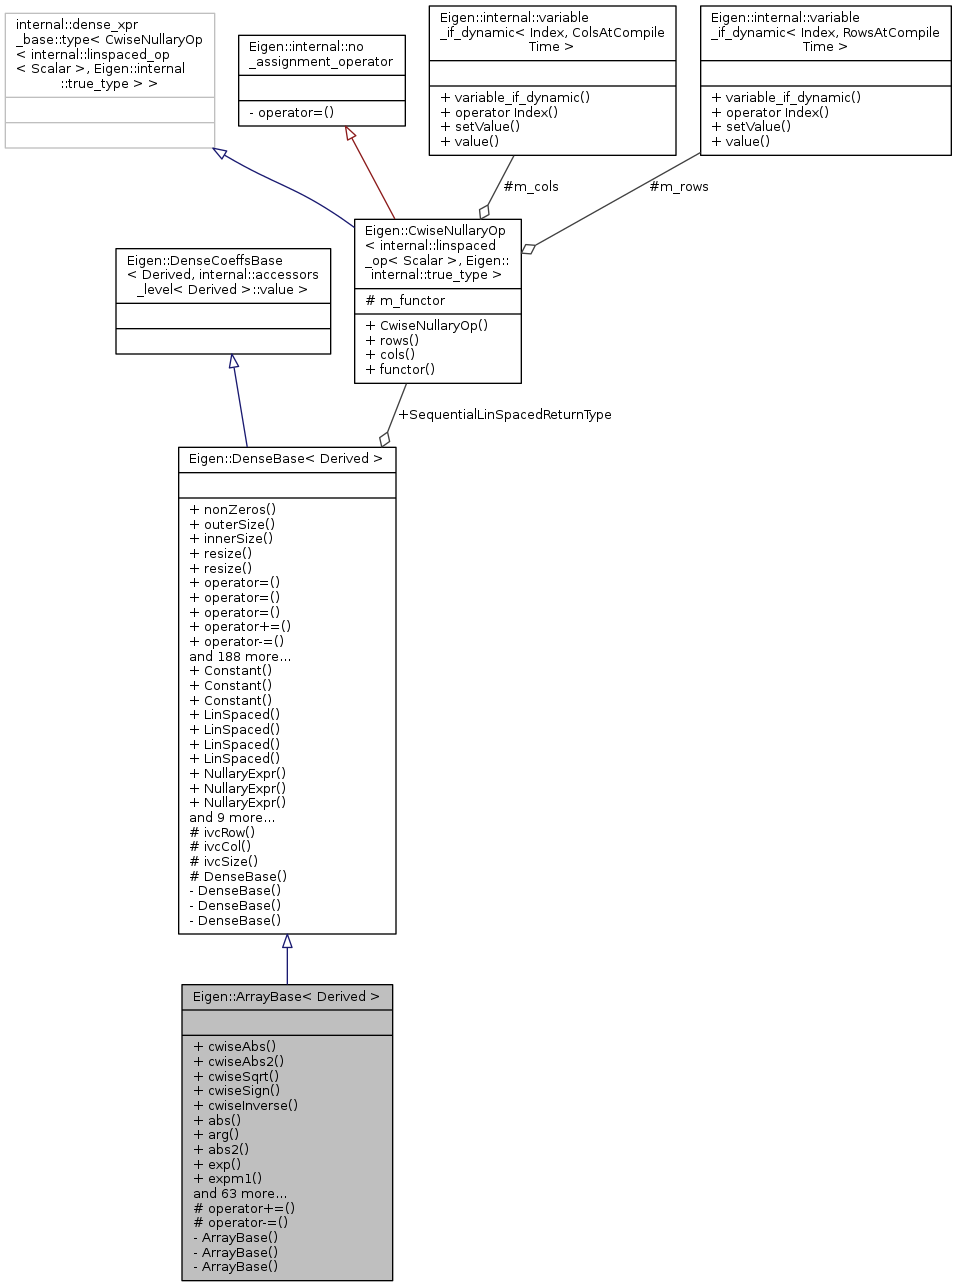 internal::dense_xpr
_base::type< CwiseNullaryOp
< internal::linspaced_op
< Scalar >, Eigen::internal
::true_type > >
Eigen::internal::no
_assignment_operator
- operator=()
Eigen::internal::variable
_if_dynamic< Index, ColsAtCompile
Time >
+ variable_if_dynamic()
+ operator Index()
+ setValue()
+ value()
Eigen::internal::variable
_if_dynamic< Index, RowsAtCompile
Time >
+ variable_if_dynamic()
+ operator Index()
+ setValue()
+ value()
#m_cols
#m_rows
Eigen::CwiseNullaryOp
< internal::linspaced
_op< Scalar >, Eigen::
internal::true_type >
# m_functor
+ CwiseNullaryOp()
+ rows()
+ cols()
+ functor()
Eigen::DenseCoeffsBase
< Derived, internal::accessors
_level< Derived >::value >
+SequentialLinSpacedReturnType
Eigen::DenseBase< Derived >
+ nonZeros()
+ outerSize()
+ innerSize()
+ resize()
+ resize()
+ operator=()
+ operator=()
+ operator=()
+ operator+=()
+ operator-=()
and 188 more...
+ Constant()
+ Constant()
+ Constant()
+ LinSpaced()
+ LinSpaced()
+ LinSpaced()
+ LinSpaced()
+ NullaryExpr()
+ NullaryExpr()
+ NullaryExpr()
and 9 more...
# ivcRow()
# ivcCol()
# ivcSize()
# DenseBase()
- DenseBase()
- DenseBase()
- DenseBase()
Eigen::ArrayBase< Derived >
+ cwiseAbs()
+ cwiseAbs2()
+ cwiseSqrt()
+ cwiseSign()
+ cwiseInverse()
+ abs()
+ arg()
+ abs2()
+ exp()
+ expm1()
and 63 more...
# operator+=()
# operator-=()
- ArrayBase()
- ArrayBase()
- ArrayBase()